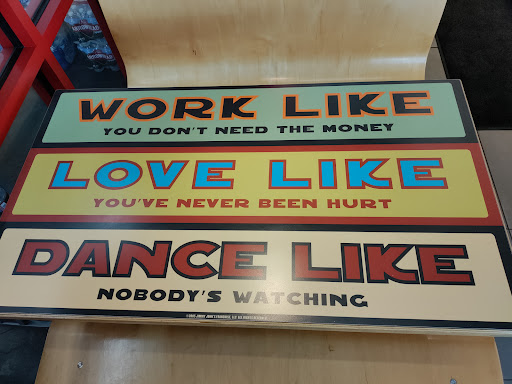 WORK LIKE
YOU DON'T NEED THE MONEY
LOVE LIKE
YOU'VE NEVER BEEN HURT
DANCE LIKE
NOBODY'S WATCHING